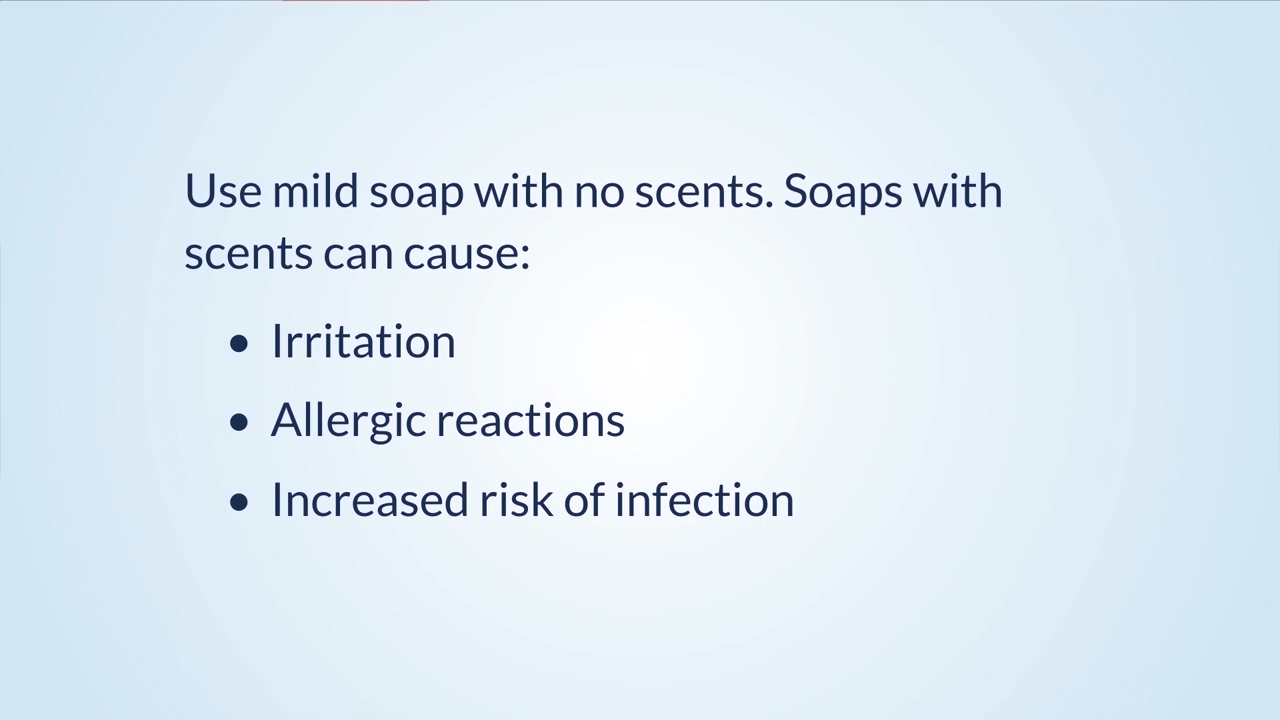 Use mild soap with no scents. Soaps with
scents can cause:
• Irritation
• Allergic reactions
• Increased risk of infection